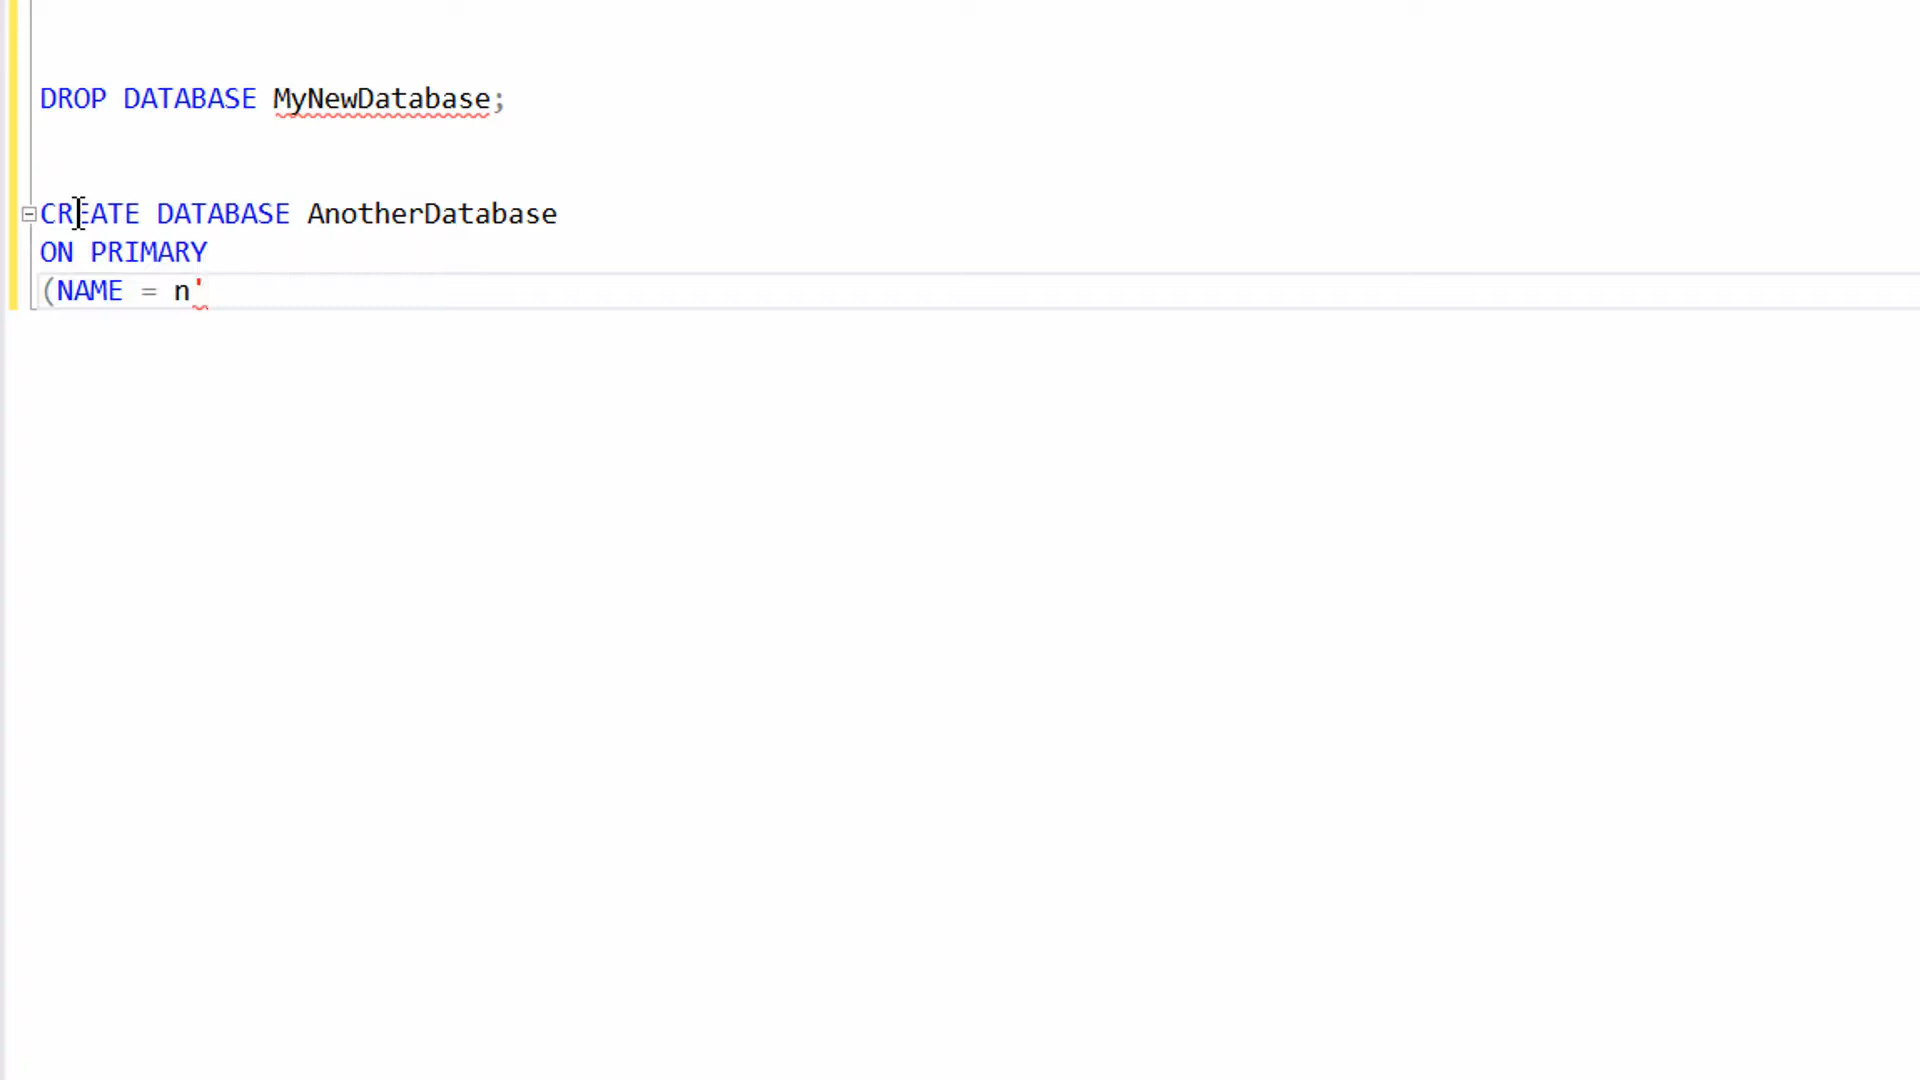 DROP DATABASE MyNewDatabase;
CREATE DATABASE AnotherDatabase
ON PRIMARY
(NAME = n'